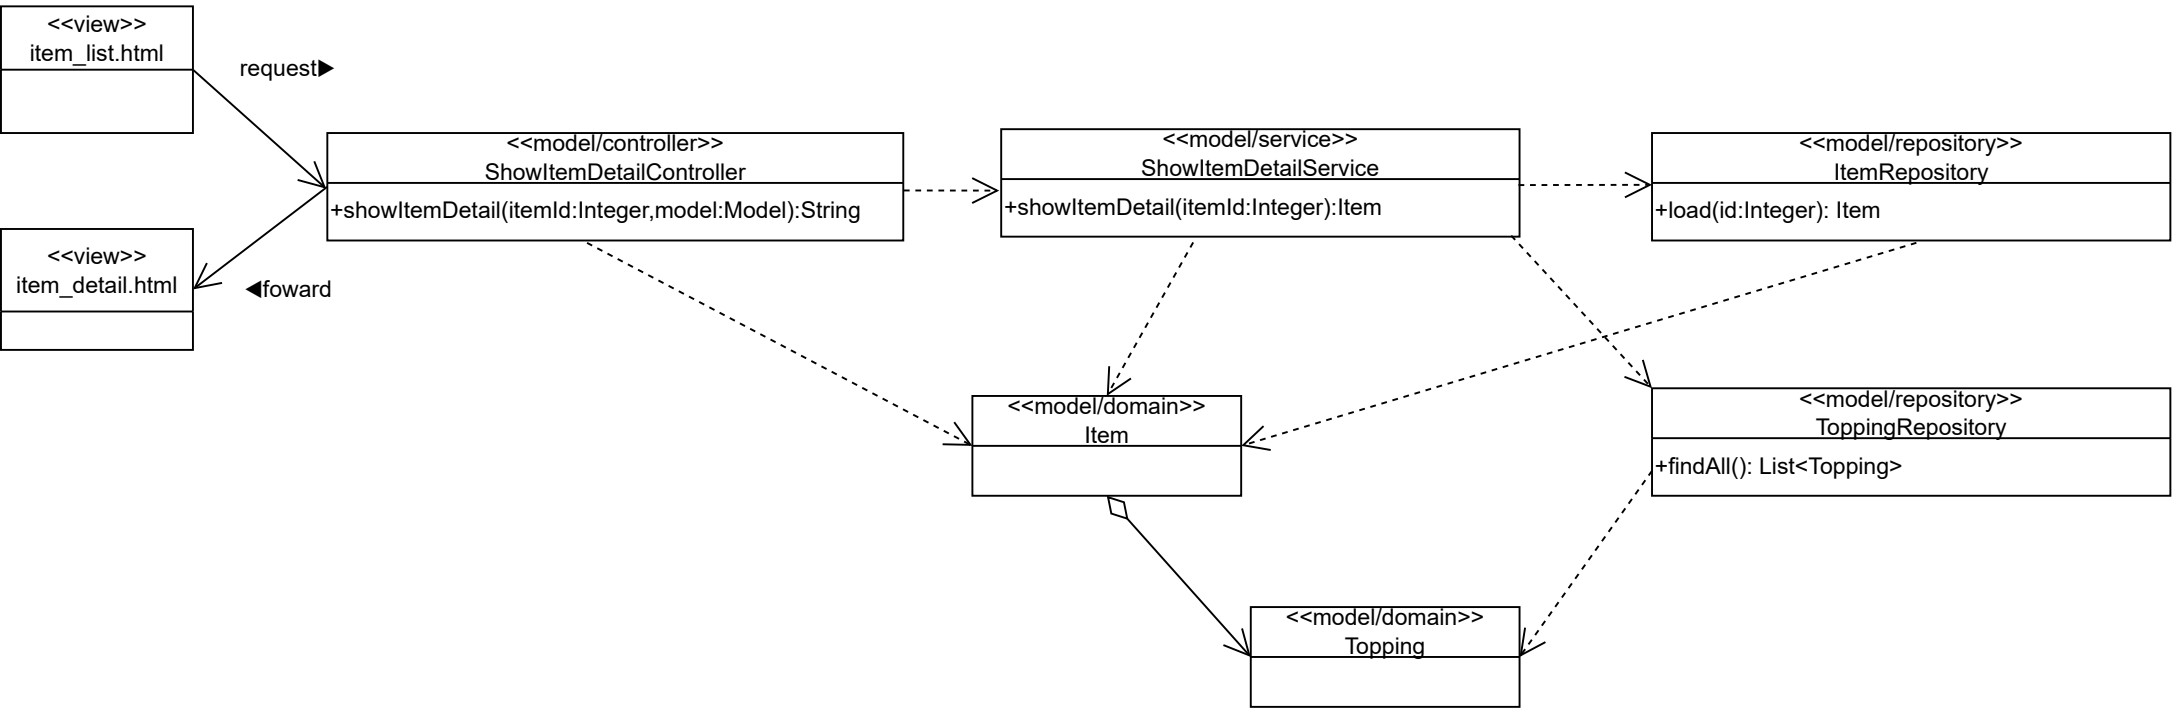 <<view>>
item_list.html
request▶
<<model/controller>>
ShowItemDetailController
+showItemDetail(itemId:Integer,model:Model):String
<<model/service>>
ShowItemDetailService
+showItemDetail(itemId:Integer):Item
<<model/repository>>
ItemRepository
+load(id:Integer): Item
<<view>>
item_detail.html
◀foward
<<model/domain>>
Item
<<model/repository>>
ToppingRepository
+findAll(): List<Topping>
<<model/domain>>
Topping